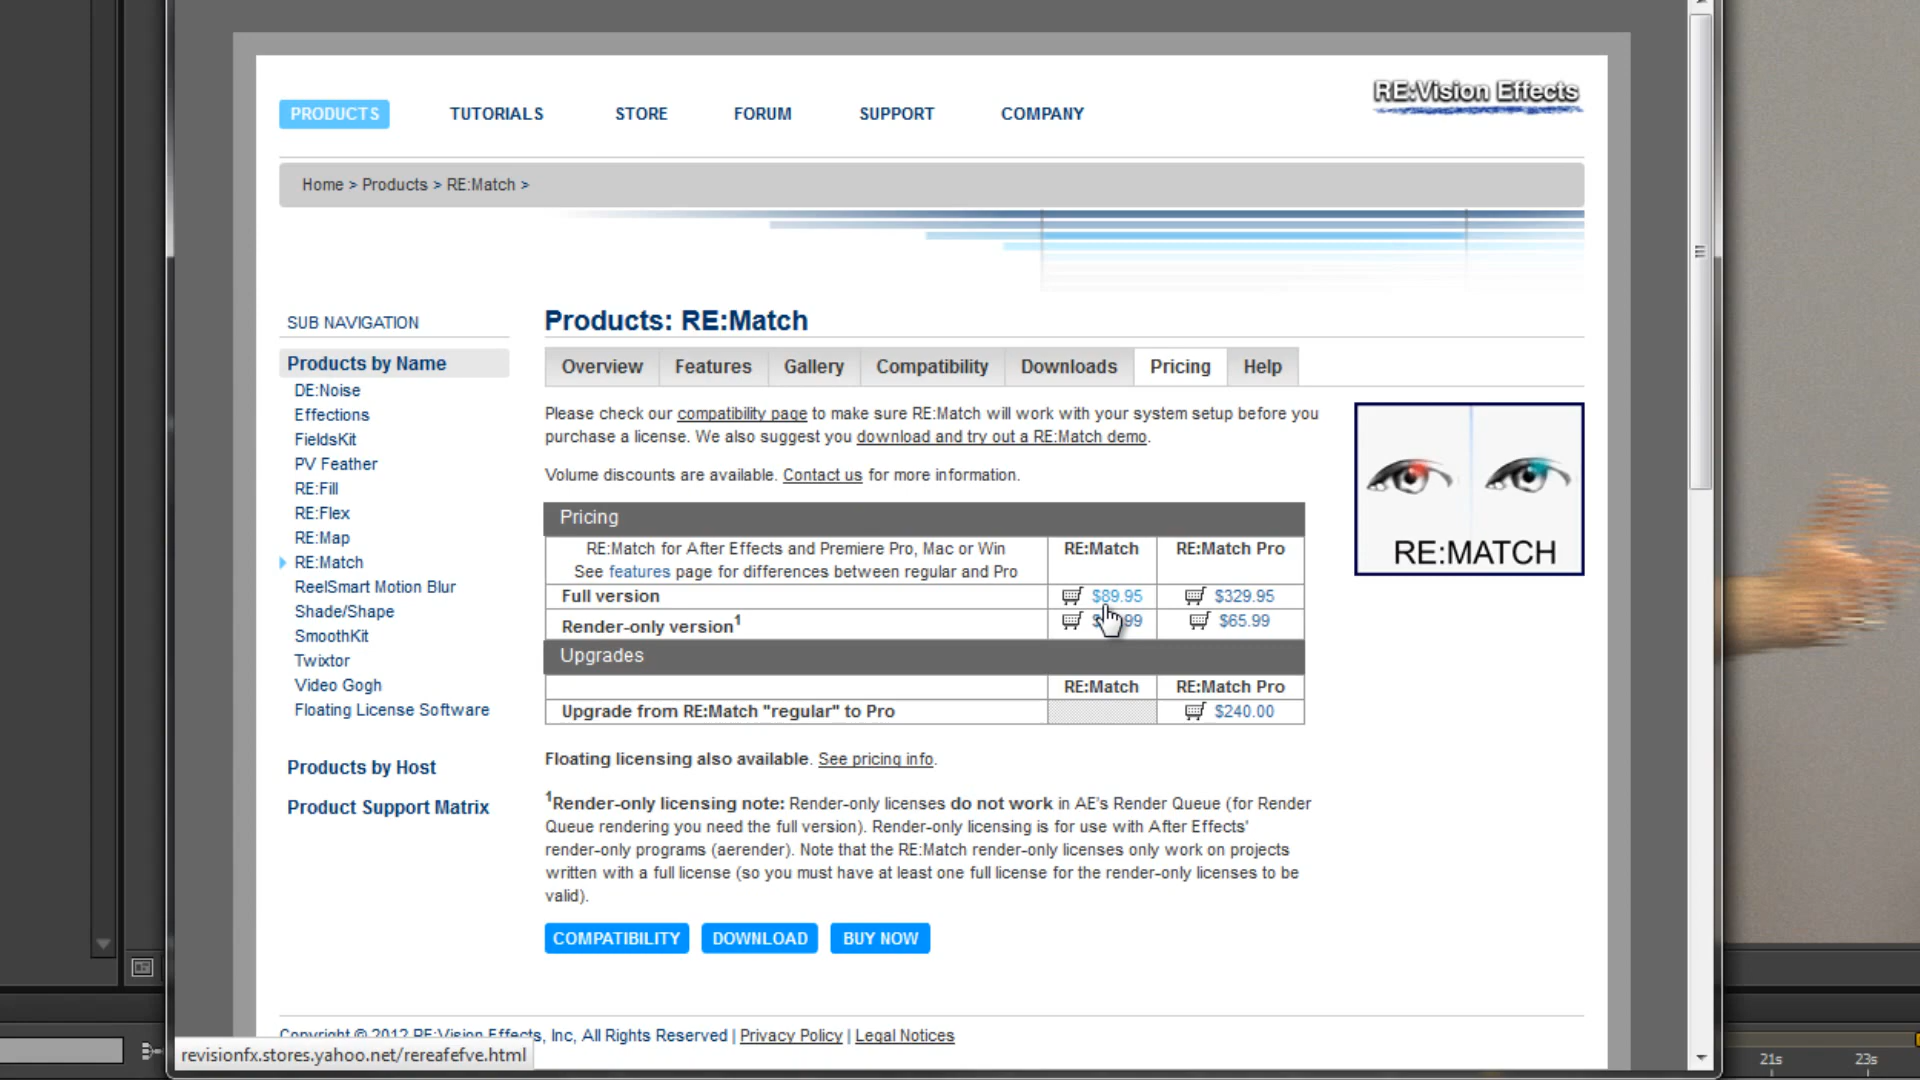 RE:Vision Effects
PRODUCTS TUTORIALS STORE FORUM SUPPORT COMPANY
Home > Products > RE:Match >
SUB NAVIGATION
Products by Name
DE:Noise
Effections
FieldsKit
PV Feather
RE:Fill
RE:Flex
RE:Map
RE:Match
ReelSmart Motion Blur
Shade/Shape
SmoothKit
Twixtor
Video Gogh
Floating License Software
Products by Host
Product Support Matrix
Products: RE:Match
Overview Features Gallery Compatibility Downloads Pricing Help
Please check our compatibility page to make sure RE:Match will work with your system setup before you
purchase a license. We also suggest you download and try out a RE:Match demo.
Volume discounts are available. Contact us for more information.
Pricing
RE:Match for After Effects and Premiere Pro, Mac or Win RE:Match RE:Match Pro
See features page for differences between regular and Pro
Full version $89.95 $329.95
Render-only version1 $65.99
Upgrades
RE:Match RE:Match Pro
Upgrade from RE:Match "regular" to Pro $240.00
Floating licensing also available. See pricing info.
1Render-only licensing note: Render-only licenses do not work in AE's Render Queue (for Render
Queue rendering you need the full version). Render-only licensing is for use with After Effects'
render-only programs (aerender). Note that the RE:Match render-only licenses only work on projects
written with a full license (so you must have at least one full license for the render-only licenses to be
valid).
COMPATIBILITY DOWNLOAD BUY NOW
RE:MATCH
Copyright © 2012 RE:Vision Effects, Inc, All Rights Reserved | Privacy Policy | Legal Notices
revisionfx.stores.yahoo.net/rereafefve.html
21s 23s